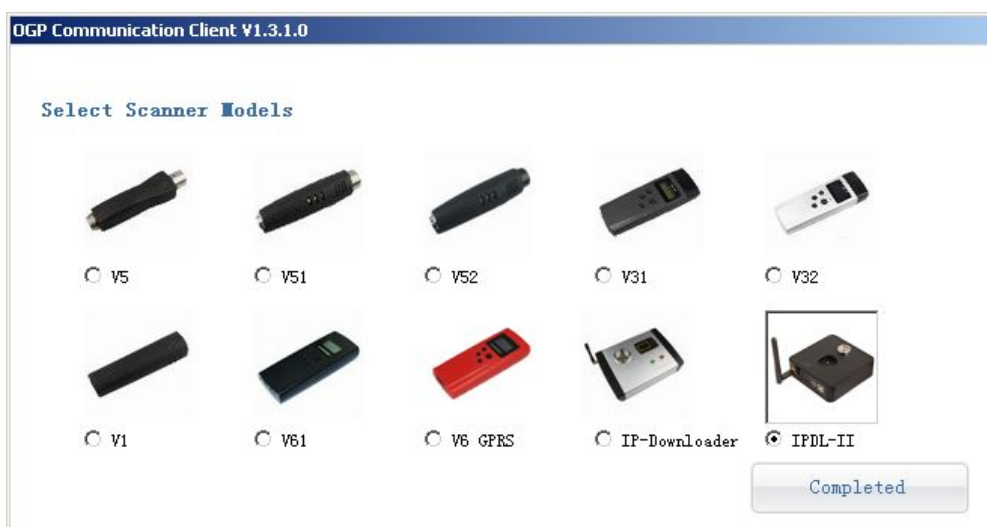 OGP Communication Client V1.3.1.0
Select Scanner Models
V5 V51 V52 V31 V32
V1 V61 V6 GPRS IP-Downloader IPDL-II
Completed